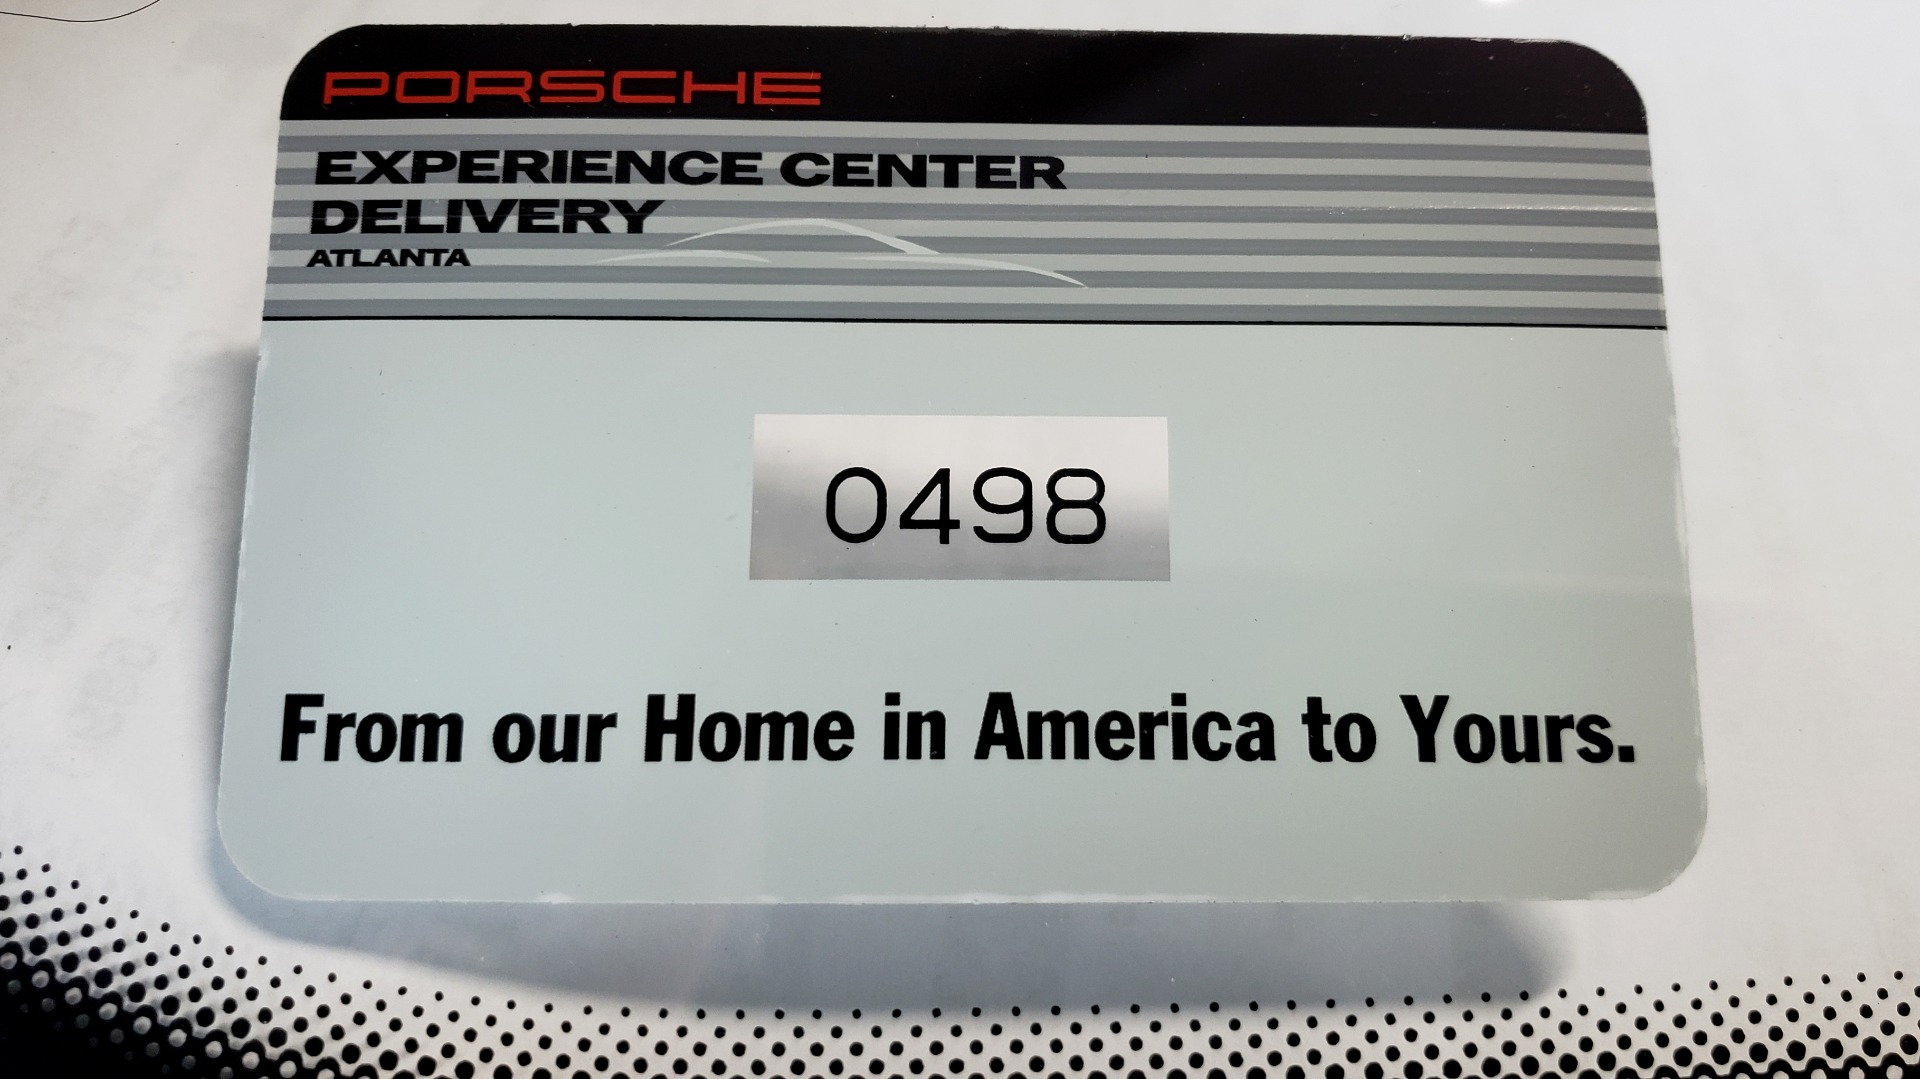 PORSCHE
EXPERIENCE CENTER
DELIVERY
ATLANTA
0498
From our Home in America to Yours.